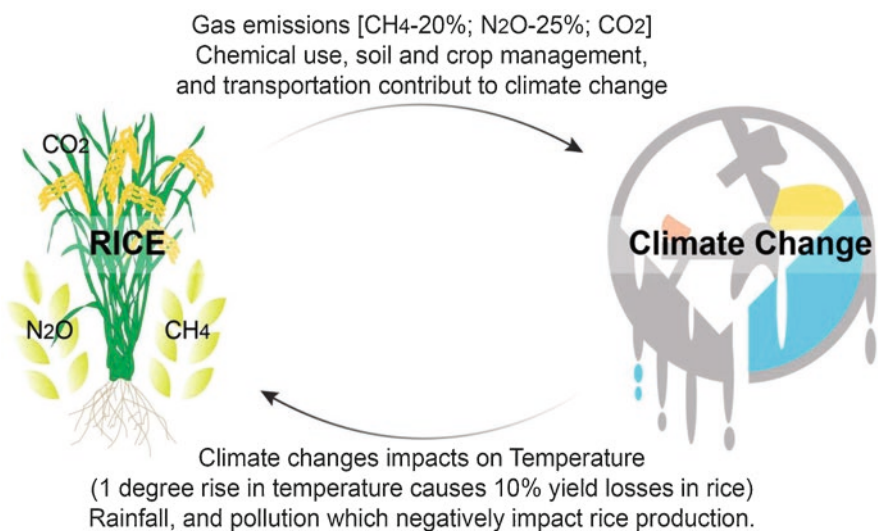 Gas emissions [CH4-20%; N2O-25%; CO2]
Chemical use, soil and crop management,
and transportation contribut to climate change
CO2
RICE
N2O
CH4
Climate Change
Climate changes impacts on Temperature
(1 degree rise in temperature causes 10% yield losses in rice)
Rainfall, and pollution which negatively impact rice production.